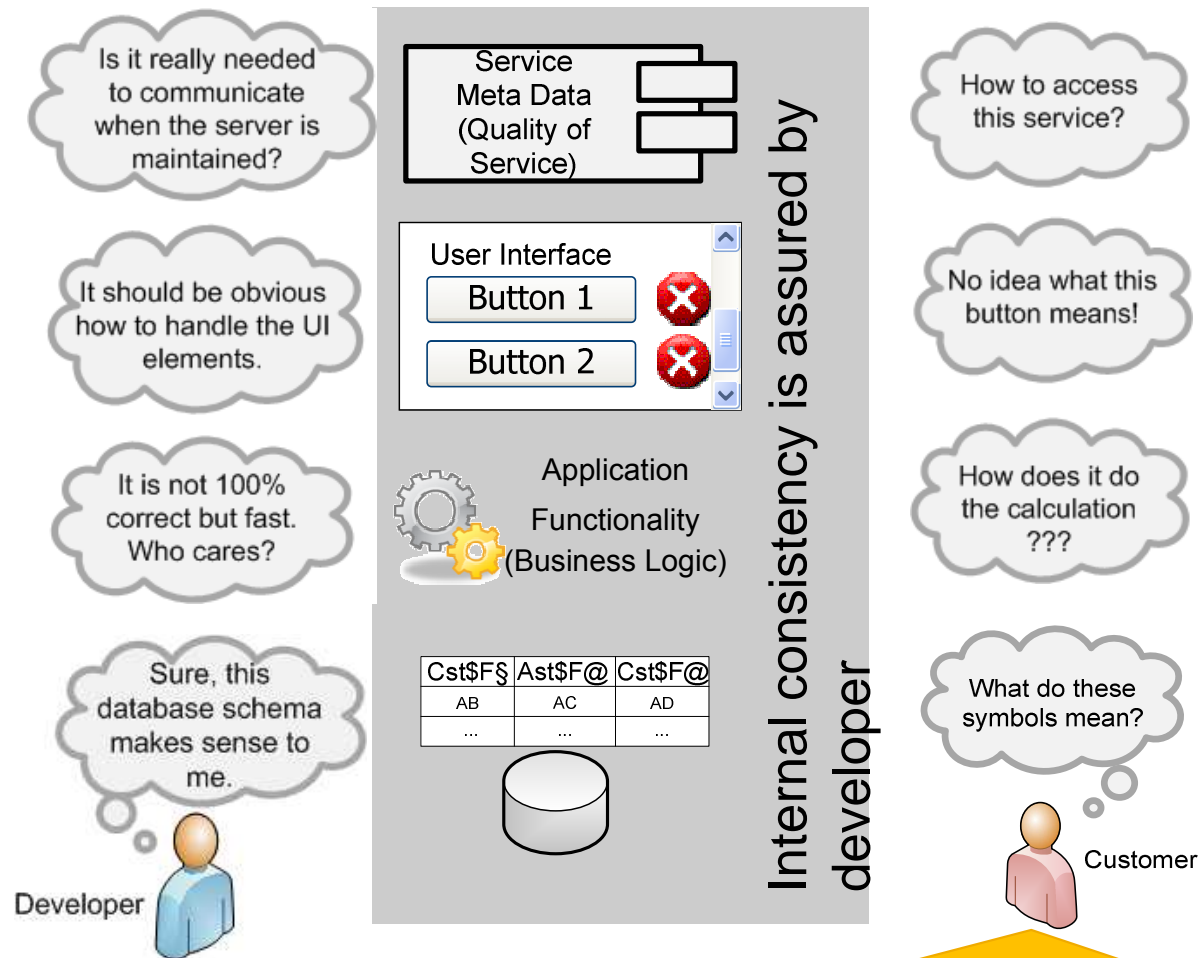 Is it really needed
to communicate
when the server is
maintained?
It should be obvious
how to handle the UI
elements.
It is not 100%
correct but fast.
Who cares?
Sure, this
database schema
makes sense to
me.
Developer
Service
Meta Data
(Quality of
Service)
User Interface
Button 1
Button 2
Application
Functionality
(Business Logic)
Cst$F§ Ast$F@ Cst$F@
AB AC AD
... ... ...
Internal consistency is assured by
developer
How to access
this service?
No idea what this
button means!
How does it do
the calculation
???
What do these
symbols mean?
Customer